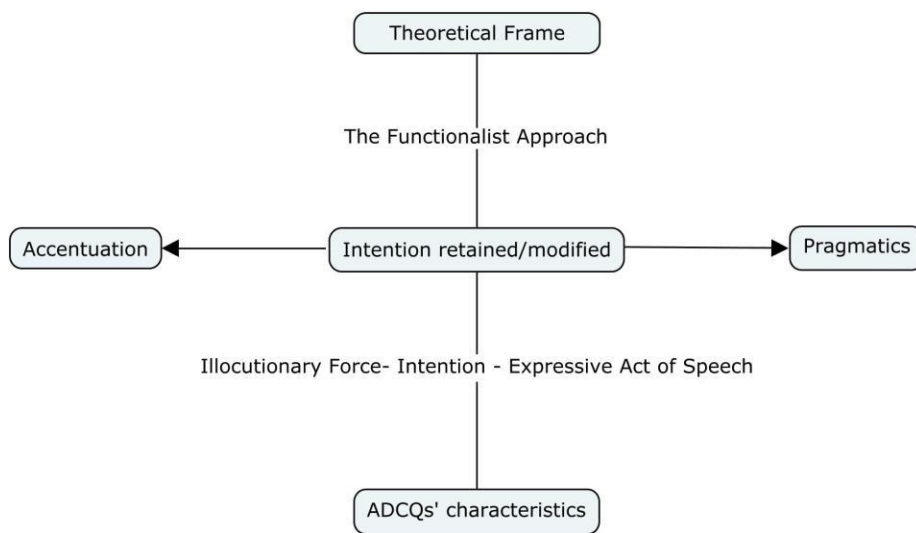 Theoretical Frame
The Functionalist Approach
Accentuation
Intention retained/modified
Pragmatics
Illocutionary Force- Intention - Expressive Act of Speech
ADCQs' characteristics